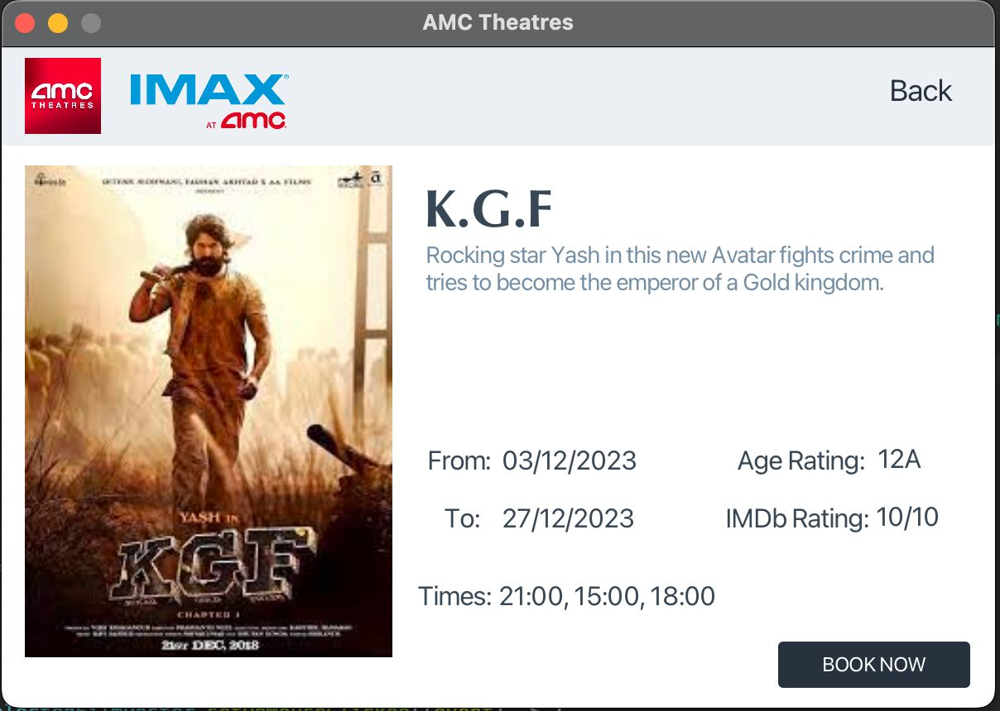 AMC Theatres
amc
THEATRES
IMAX
AT amc
Back
K.G.F
Rocking star Yash in this new Avatar fights crime and
tries to become the emperor of a Gold kingdom.
From: 03/12/2023
Age Rating: 12A
To: 27/12/2023
IMDb Rating: 10/10
Times: 21:00, 15:00, 18:00
BOOK NOW
YASH IN
KGF
CHAPTER 1
21ST DEC, 2018